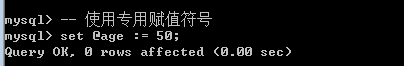 mysql> -- 使用专用赋值符号
mysql> set @age := 50;
Query OK, 0 rows affected (0.00 sec)